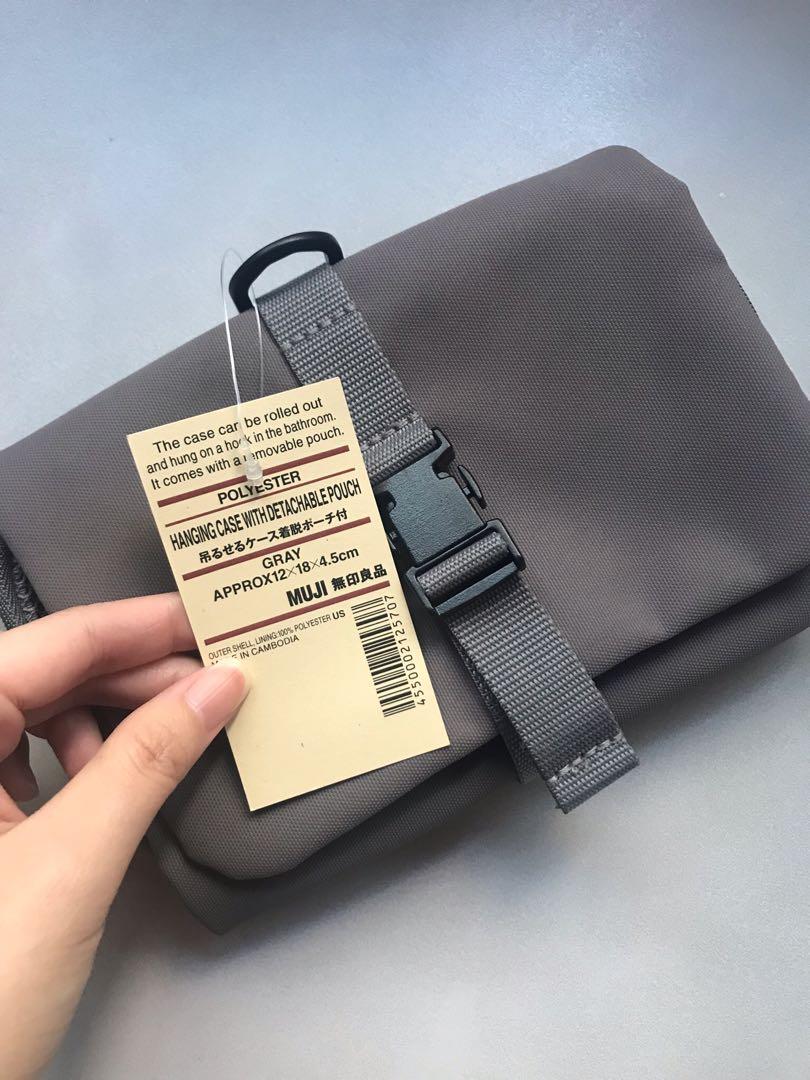 The case can be rolled out
and hung on a hook in the bathroom.
It comes with a removable pouch.
POLYESTER
HANGING CASE WITH DETACHABLE POUCH
吊るせるケース着脱ポーチ付
GRAY
APPROX12×18×4.5cm
MUJI 無印良品
OUTER SHELL, LINING:100% POLYESTER US
MADE IN CAMBODIA
4550002125707